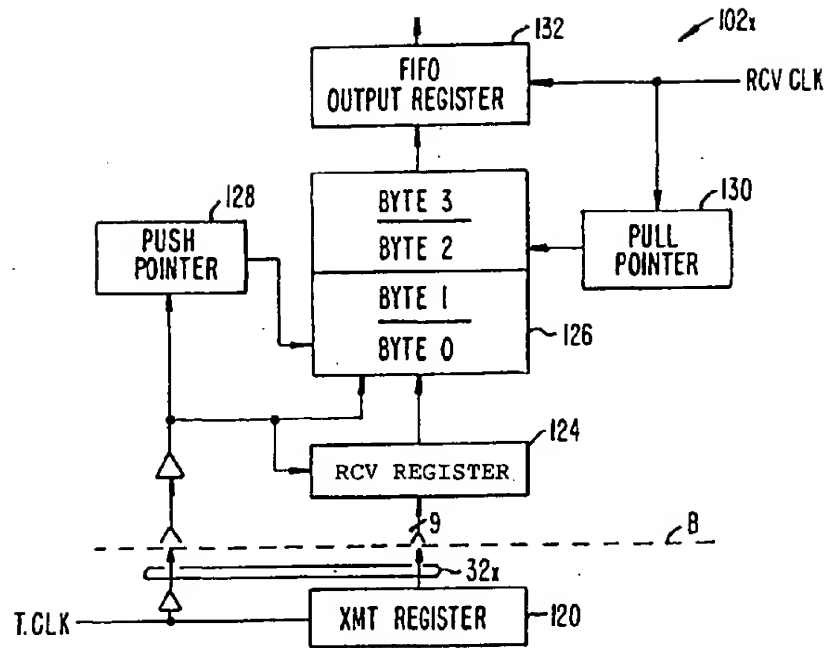 132
102x
FIFO
OUTPUT REGISTER
RCV CLK
128
PUSH
POINTER
BYTE 3
BYTE 2
BYTE 1
BYTE 0
130
PULL
POINTER
126
124
RCV REGISTER
9
B
32x
T.CLK
XMT REGISTER
120